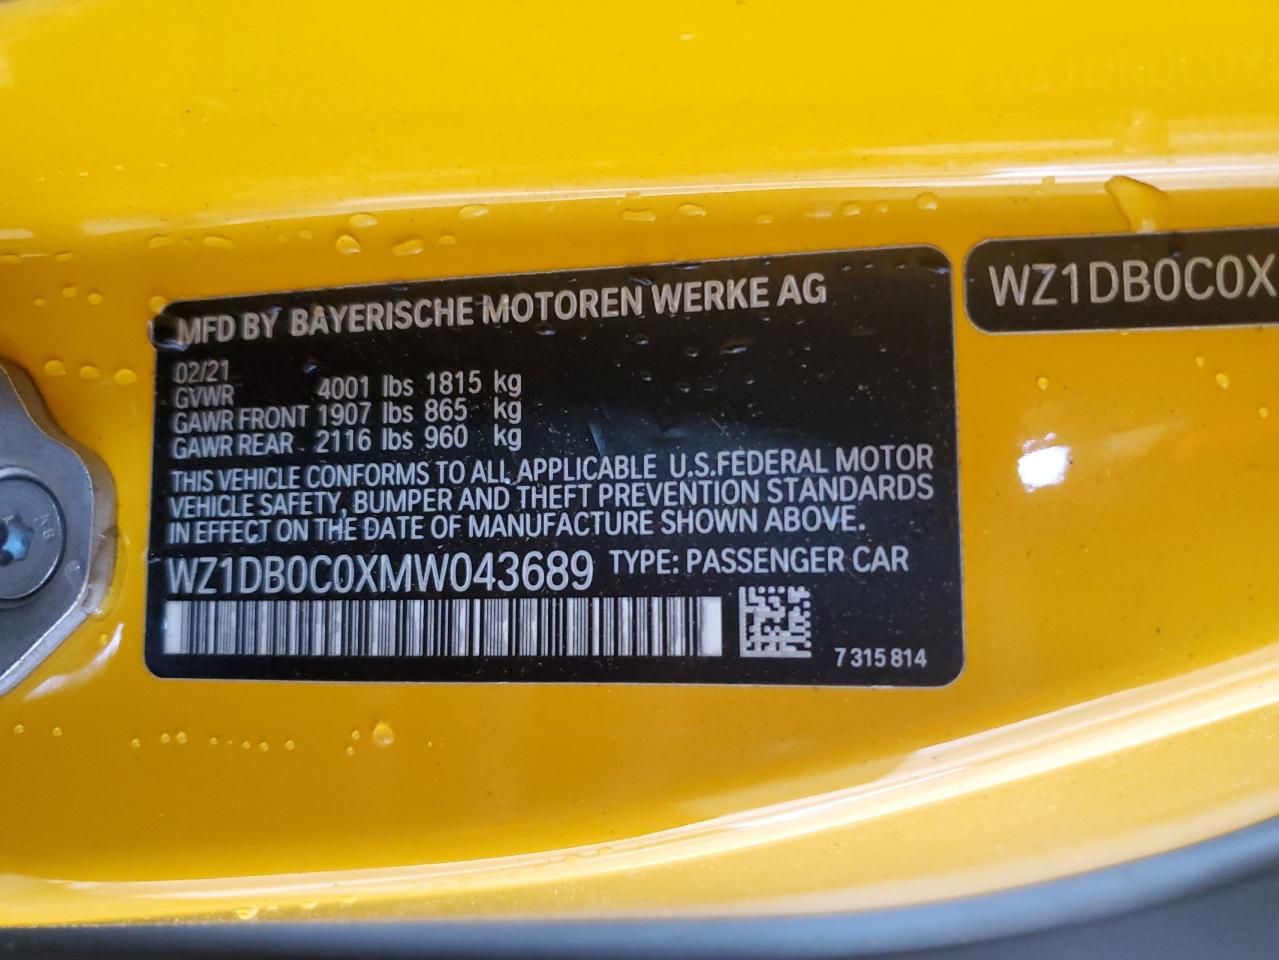 MFD BY BAYERISCHE MOTOREN WERKE AG
02/21
GVWR 4001 lbs 1815 kg
GAWR FRONT 1907 lbs 865 kg
GAWR REAR 2116 lbs 960 kg
THIS VEHICLE CONFORMS TO ALL APPLICABLE U.S.FEDERAL MOTOR
VEHICLE SAFETY, BUMPER AND THEFT PREVENTION STANDARDS
IN EFFECT ON THE DATE OF MANUFACTURE SHOWN ABOVE.
WZ1DB0C0XMW043689 TYPE: PASSENGER CAR
7 315 814
WZ1DB0C0X